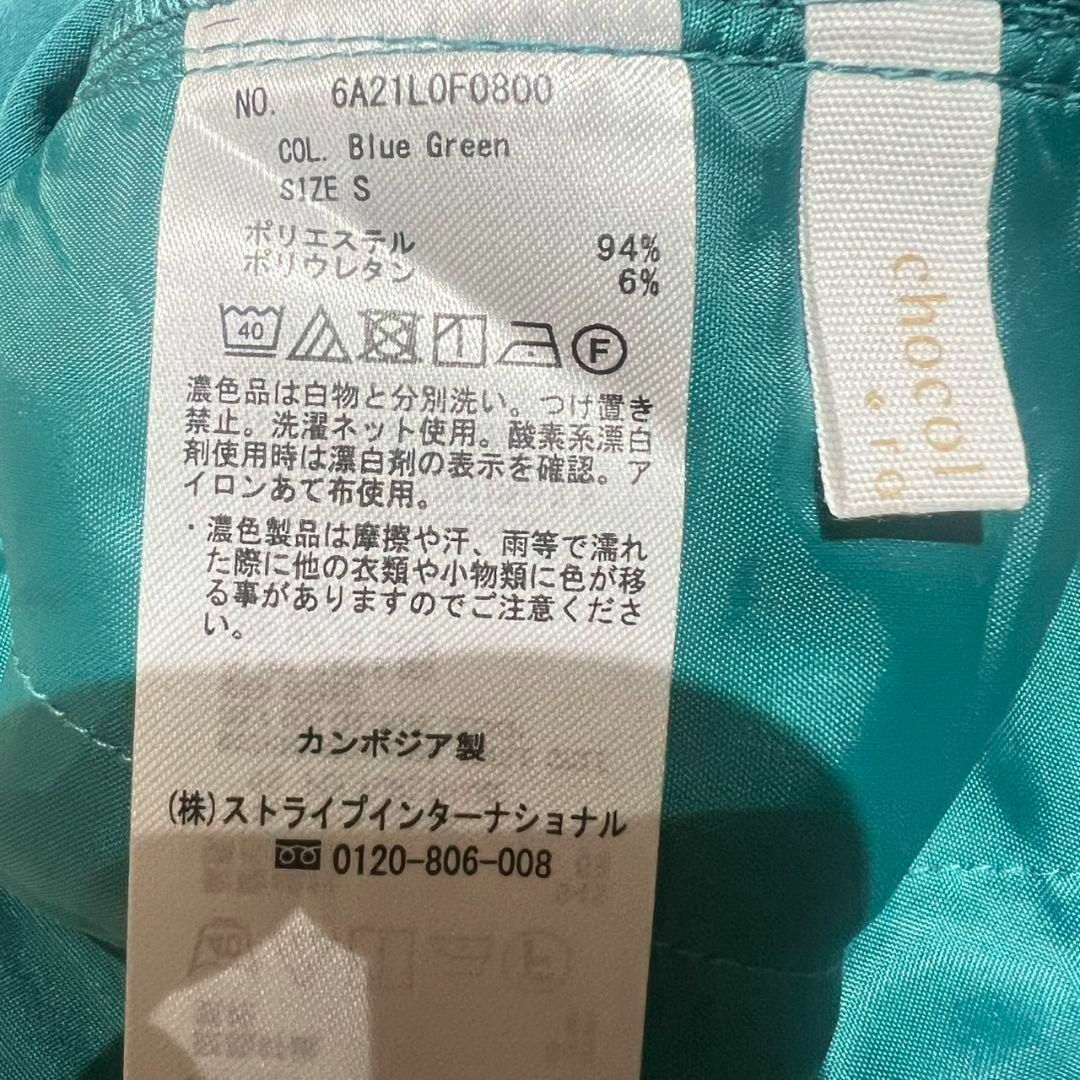 NO. 6A21L0F0800
COL. Blue Green
SIZE S
ポリエステル 94%
ポリウレタン 6%
40
F
濃色品は白物と分別洗い。つけ置き
禁止。洗濯ネット使用。酸素系漂白
剤使用時は漂白剤の表示を確認。ア
イロンあて布使用。
・濃色製品は摩擦や汗、雨等で濡れ
た際に他の衣類や小物類に色が移
る事がありますのでご注意くださ
い。
カンボジア製
(株)ストライプインターナショナル
0120-806-008
chocol